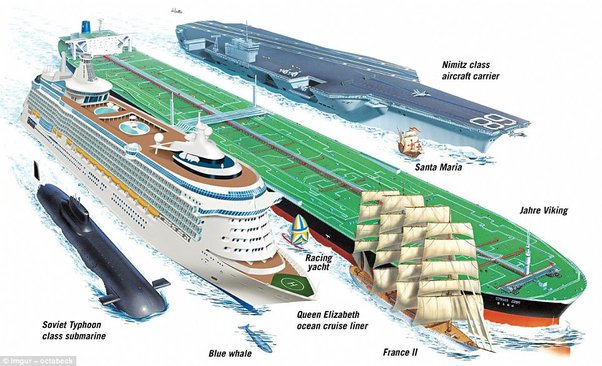 Nimitz class
aircraft carrier
Santa Maria
Jahre Viking
Racing
yacht
Queen Elizabeth
ocean cruise liner
Soviet Typhoon
class submarine
Blue whale
France II
© Imgur – octabeck